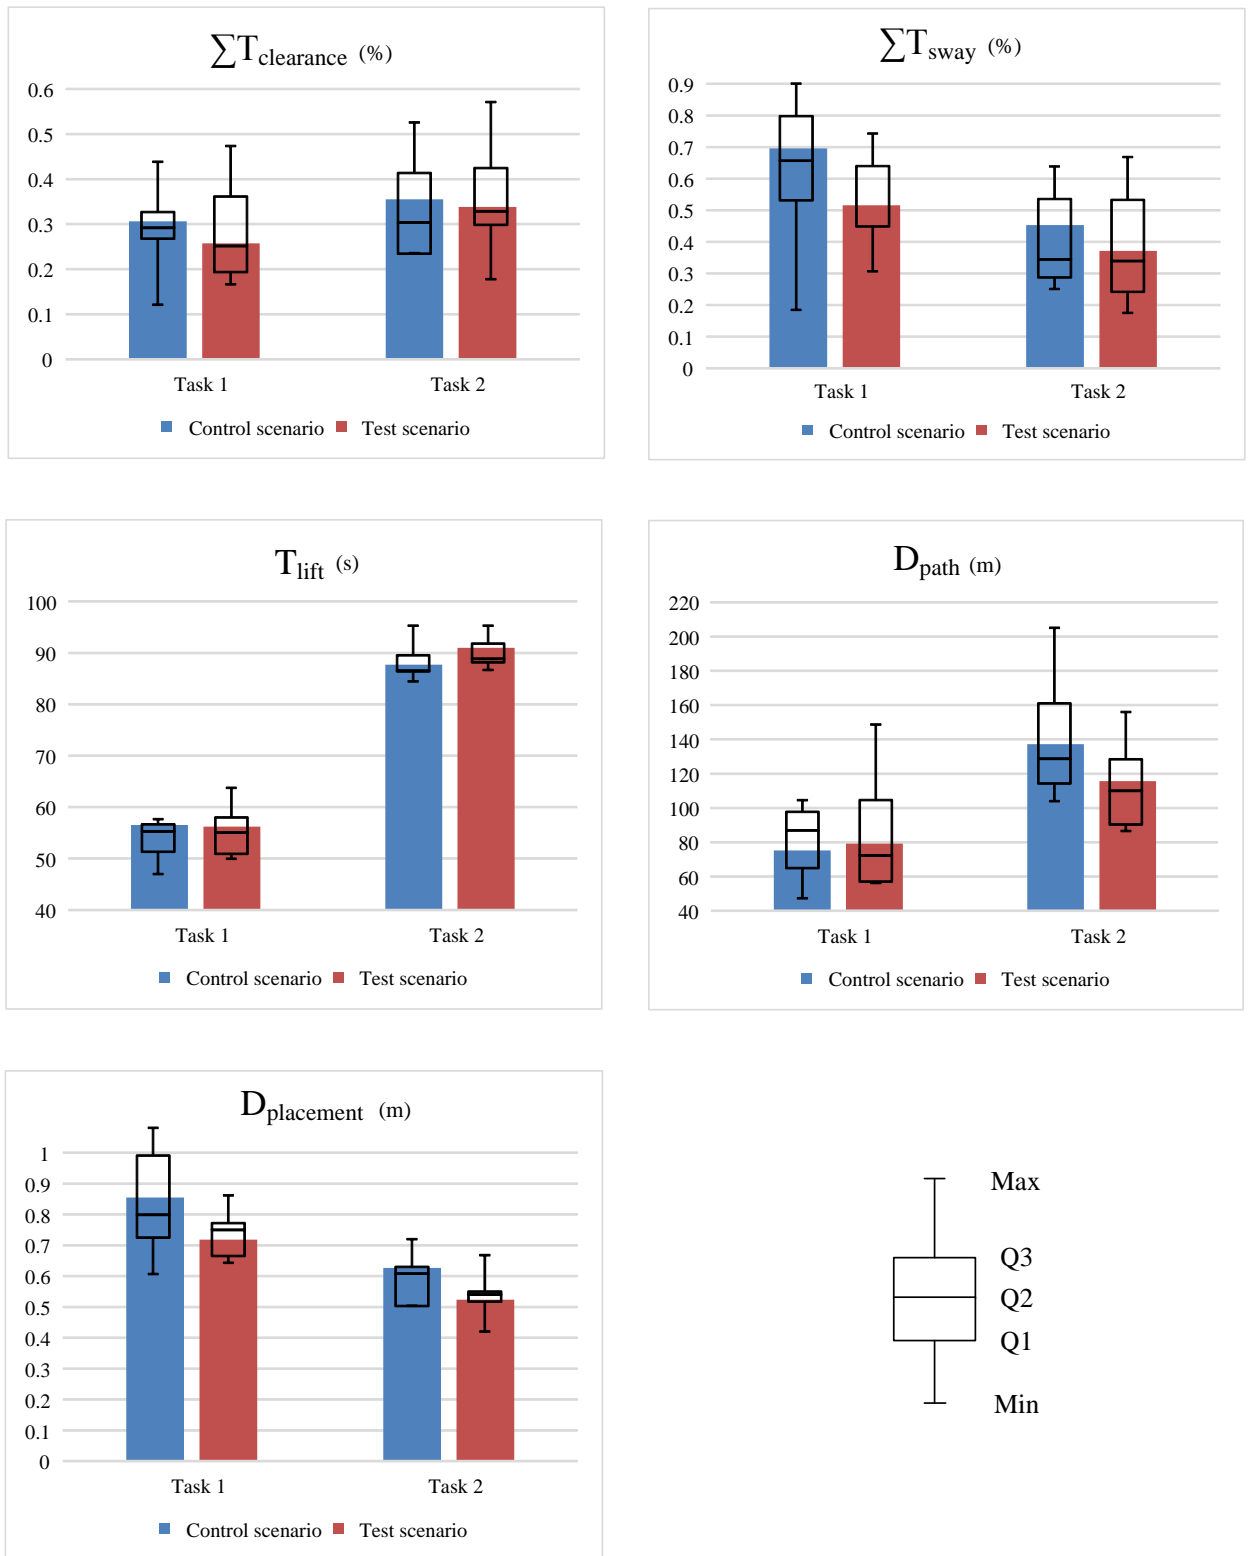 ∑T clearance (%)
0.6
0.5
0.4
0.3
0.2
0.1
0
Task 1 Task 2
Control scenario Test scenario
∑T sway (%)
0.9
0.8
0.7
0.6
0.5
0.4
0.3
0.2
0.1
0
Task 1 Task 2
Control scenario Test scenario
T lift (s)
100
90
80
70
60
50
40
Task 1 Task 2
Control scenario Test scenario
D path (m)
220
200
180
160
140
120
100
80
60
40
Task 1 Task 2
Control scenario Test scenario
D placement (m)
1
0.9
0.8
0.7
0.6
0.5
0.4
0.3
0.2
0.1
0
Task 1 Task 2
Control scenario Test scenario
Max
Q3
Q2
Q1
Min